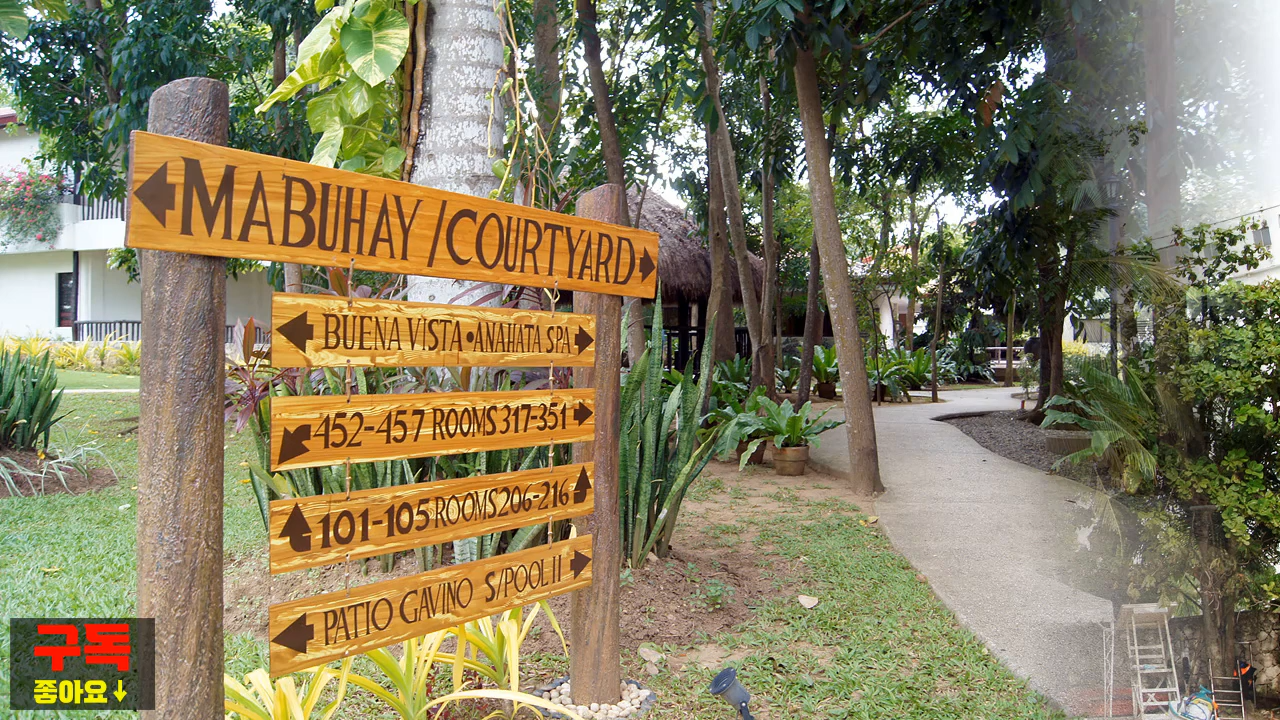 MABUHAY / COURTYARD
BUENA VISTA • ANAHATA SPA
452-457 ROOMS 317-351
101-105 ROOMS 206-216
PATIO GAVINO S/POOL II
구독
좋아요↓